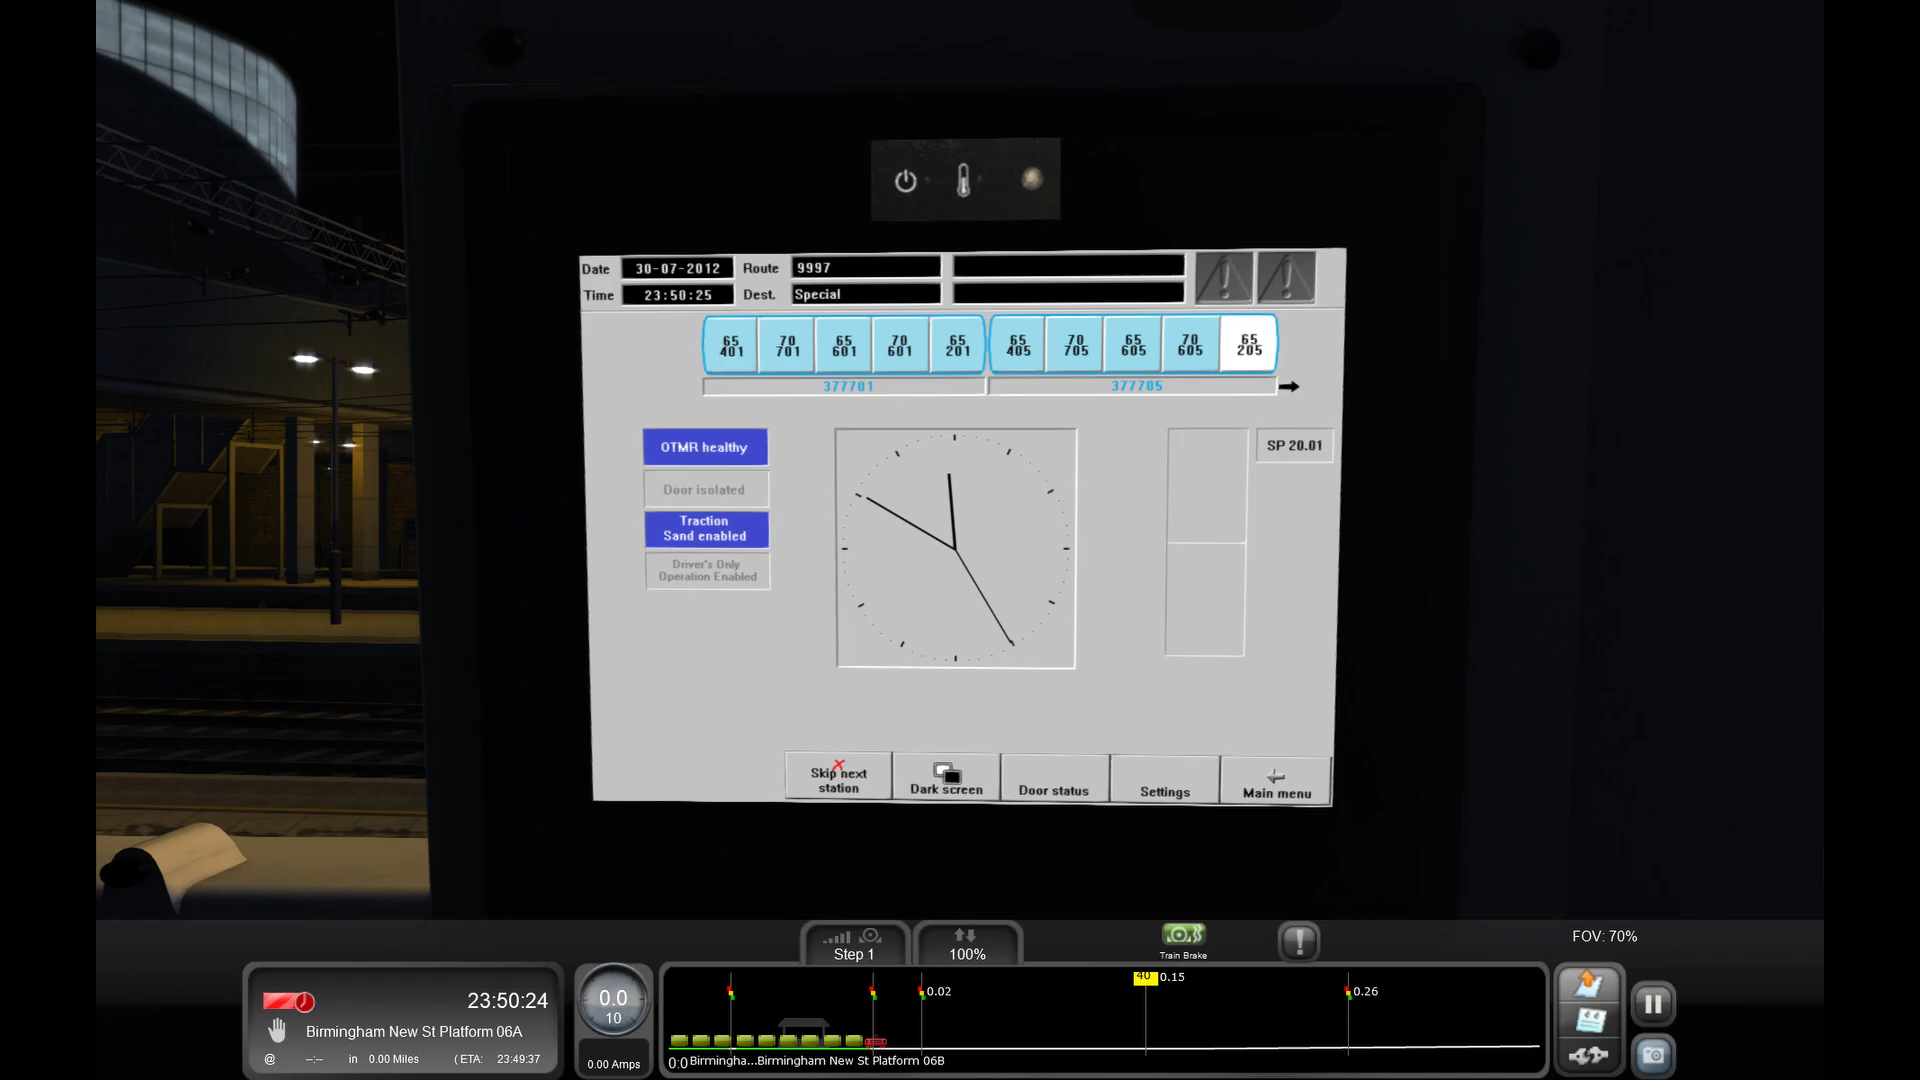 Date 30-07-2012 Route 9997
Time 23:50:25 Dest. Special
65 401 70 701 65 601 70 601 65 201 65 405 70 705 65 605 70 605 65 205
377701 377705
OTMR healthy
SP 20.01
Door isolated
Traction
Sand enabled
Driver's Only
Operation Enabled
Skip next
station
Dark screen
Door status
Settings
Main menu
FOV: 70%
Step 1
100%
Train Brake
23:50:24
Birmingham New St Platform 06A
@ --:-- in 0.00 Miles ( ETA: 23:49:37
0.0
10
0.00 Amps
40 0.15
0.02
0.26
0:0 Birmingha...Birmingham New St Platform 06B